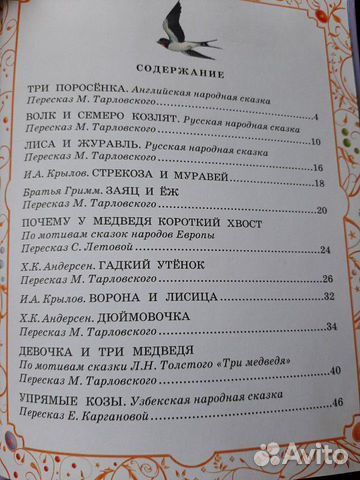 СОДЕРЖАНИЕ
ТРИ ПОРОСЁНКА. Английская народная сказка
Пересказ М. Тарловского 4
ВОЛК И СЕМЕРО КОЗЛЯТ. Русская народная сказка
Пересказ М. Тарловского 10
ЛИСА И ЖУРАВЛЬ. Русская народная сказка
Пересказ М. Тарловского 16
И.А. Крылов. СТРЕКОЗА И МУРАВЕЙ 18
Братья Гримм. ЗАЯЦ И ЁЖ
Пересказ М. Тарловского 20
ПОЧЕМУ У МЕДВЕДЯ КОРОТКИЙ ХВОСТ
По мотивам сказок народов Европы
Пересказ С. Летовой 24
Х.К. Андерсен. ГАДКИЙ УТЁНОК
Пересказ М. Тарловского 26
И.А. Крылов. ВОРОНА И ЛИСИЦА 32
Х.К. Андерсен. ДЮЙМОВОЧКА
Пересказ М. Тарловского 34
ДЕВОЧКА И ТРИ МЕДВЕДЯ
По мотивам сказки Л.Н. Толстого «Три медведя»
Пересказ М. Тарловского 40
УПРЯМЫЕ КОЗЫ. Узбекская народная сказка
Пересказ Е. Каргановой 46
Avito